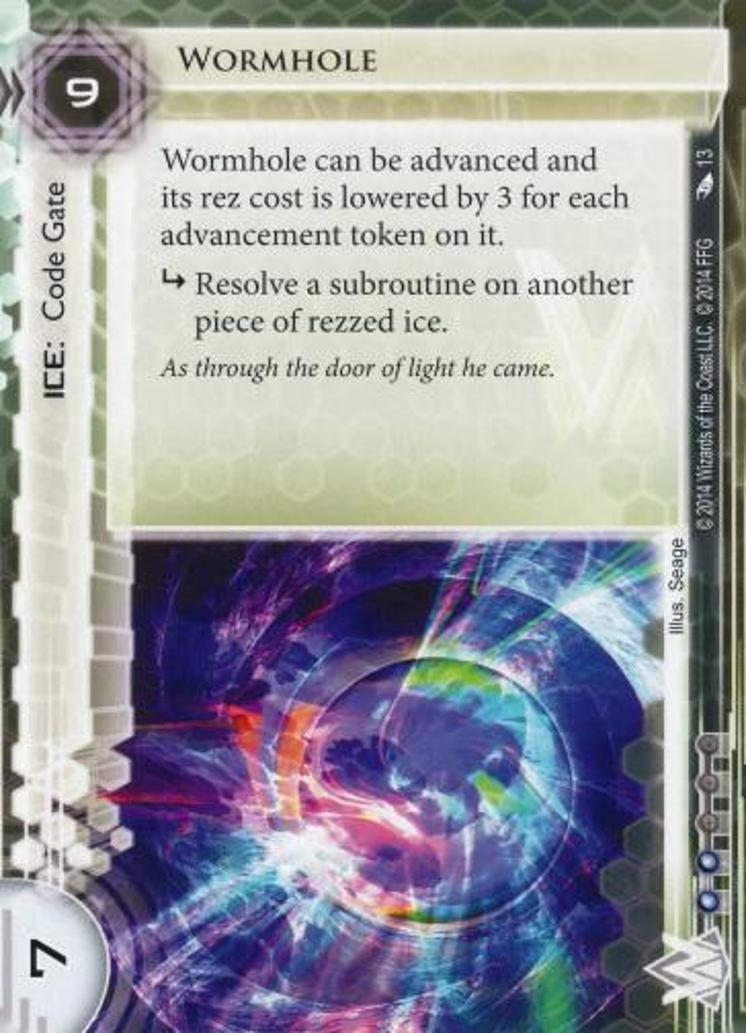 9
WORMHOLE
Wormhole can be advanced and
its rez cost is lowered by 3 for each
advancement token on it.
↳ Resolve a subroutine on another
piece of rezzed ice.
As through the door of light he came.
ICE: Code Gate
7
Illus. Seage
© 2014 Wizards of the Coast LLC. © 2014 FFG
13